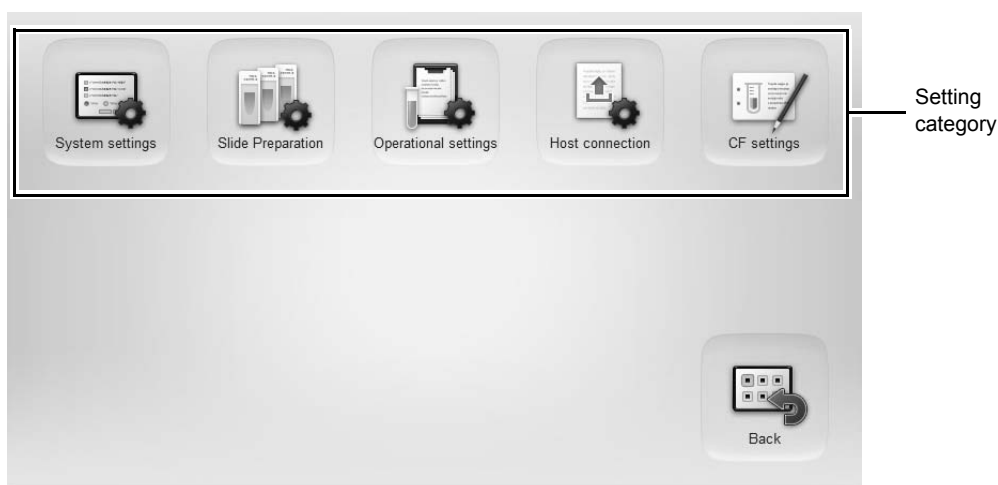 System settings
Slide Preparation
Operational settings
Host connection
CF settings
Setting
category
Back